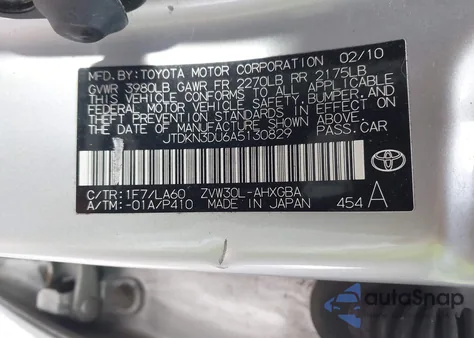 MFD. BY: TOYOTA MOTOR CORPORATION 02/10
GVWR 3980LB GAWR FR 2270LB RR 2175LB
THIS VEHICLE CONFORMS TO ALL APPLICABLE
FEDERAL MOTOR VEHICLE SAFETY, BUMPER, AND
THEFT PREVENTION STANDARDS IN EFFECT ON
THE DATE OF MANUFACTURE SHOWN ABOVE.
JTDKN3DU6A5130829 PASS.CAR
C/TR: 1F7/LA60 ZVW30L-AHXGBA
A/TM: -01A/P410 MADE IN JAPAN 454 A
autoSnap